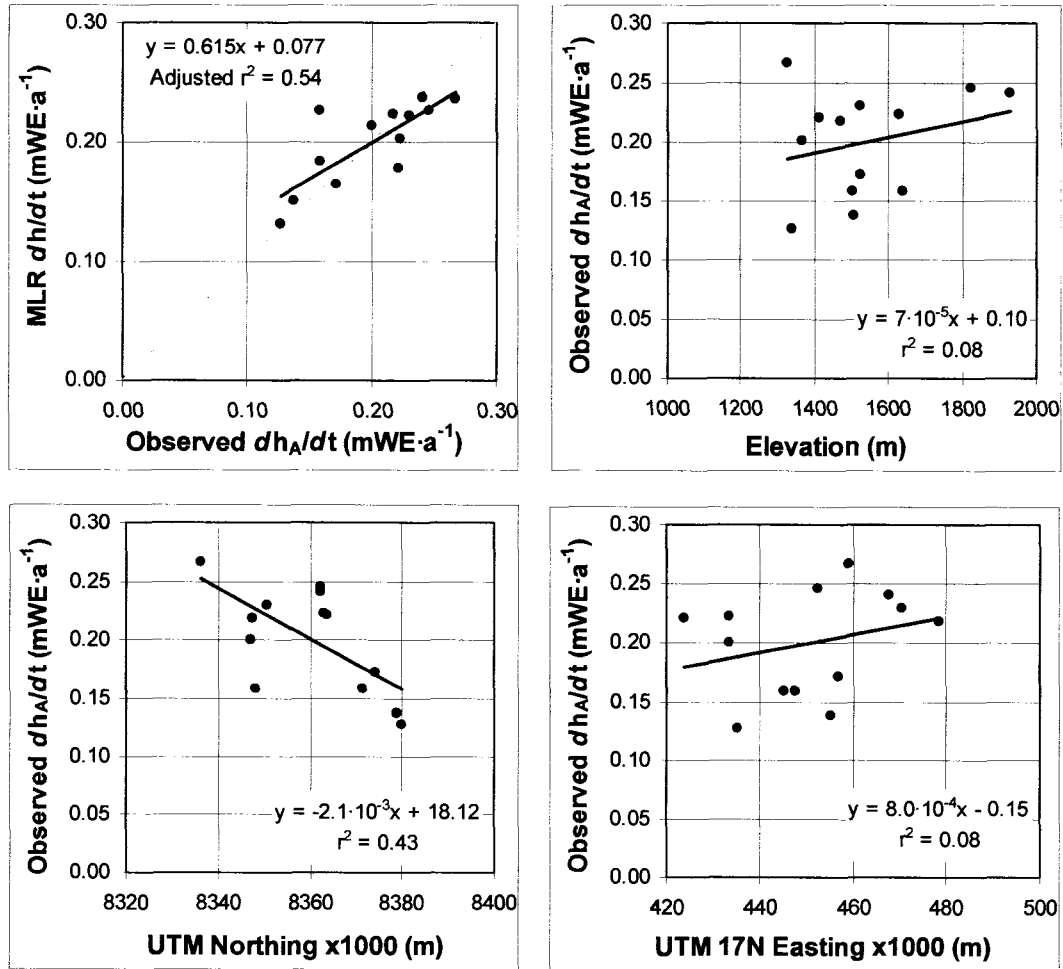 y = 0.615x + 0.077
Adjusted r² = 0.54
MLR dh/dt (mWE·a⁻¹)
0.30
0.20
0.10
0.00
0.00 0.10 0.20 0.30
Observed dhA/dt (mWE·a⁻¹)
Observed dhA/dt (mWE·a⁻¹)
0.30
0.25
0.20
0.15
0.10
0.05
0.00
y = 7·10⁻⁵x + 0.10
r² = 0.08
1000 1200 1400 1600 1800 2000
Elevation (m)
Observed dhA/dt (mWE·a⁻¹)
0.30
0.25
0.20
0.15
0.10
0.05
0.00
y = -2.1·10⁻³x + 18.12
r² = 0.43
8320 8340 8360 8380 8400
UTM Northing x1000 (m)
Observed dhA/dt (mWE·a⁻¹)
0.30
0.25
0.20
0.15
0.10
0.05
0.00
y = 8.0·10⁻⁴x - 0.15
r² = 0.08
420 440 460 480 500
UTM 17N Easting x1000 (m)